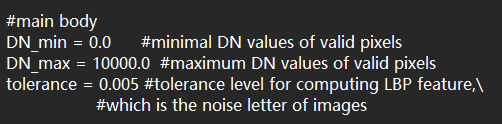 #main body
DN_min = 0.0 #minimal DN values of valid pixels
DN_max = 10000.0 #maximum DN values of valid pixels
tolerance = 0.005 #tolerance level for computing LBP feature,\
#which is the noise letter of images